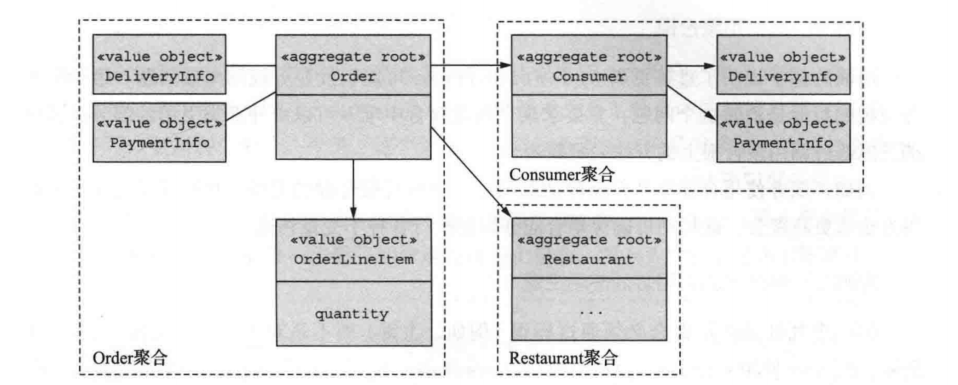 «value object»
DeliveryInfo
«value object»
PaymentInfo
«aggregate root»
Order
«value object»
OrderLineItem
quantity
Order聚合
«aggregate root»
Consumer
«value object»
DeliveryInfo
«value object»
PaymentInfo
Consumer聚合
«aggregate root»
Restaurant
...
Restaurant聚合